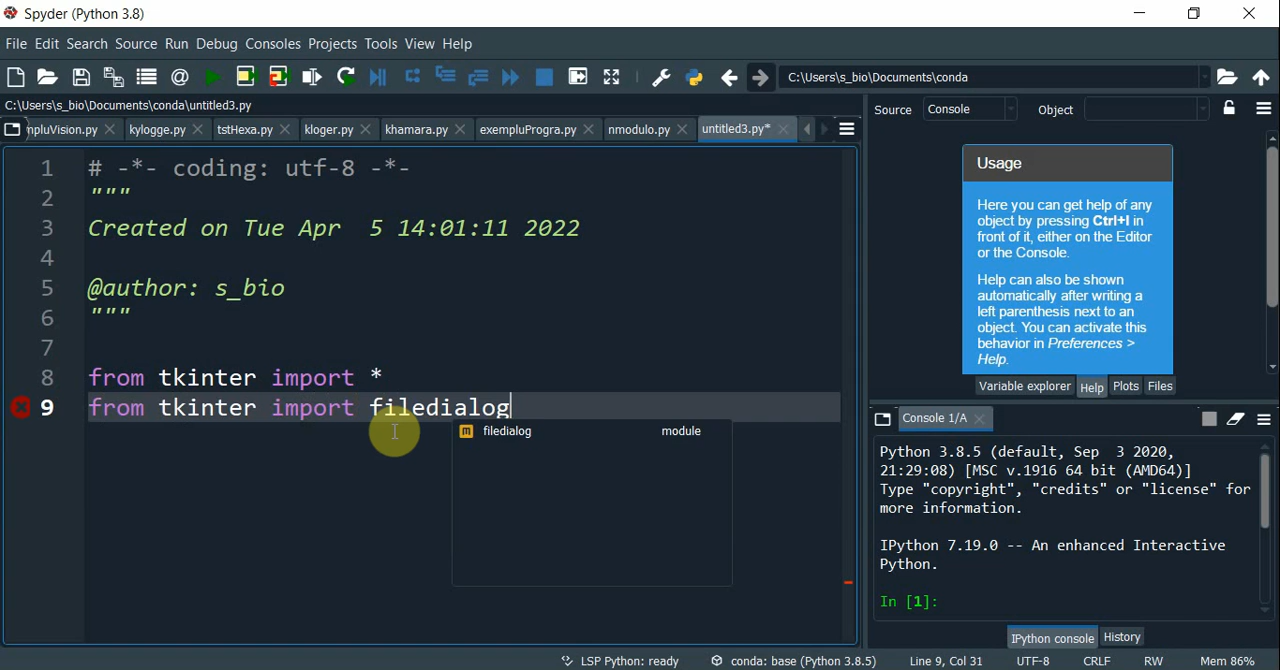 Spyder (Python 3.8)
File Edit Search Source Run Debug Consoles Projects Tools View Help
C:\Users\s_bio\Documents\conda
C:\Users\s_bio\Documents\conda\untitled3.py
mpluVision.py kylogge.py tstHexa.py kloger.py khamara.py exempluProgra.py nmodulo.py untitled3.py*
1 # -*- coding: utf-8 -*-
2 """
3 Created on Tue Apr  5 14:01:11 2022
4
5 @author: s_bio
6 """
7
8 from tkinter import *
9 from tkinter import filedialog
filedialog module
Source Console Object
Usage
Here you can get help of any
object by pressing Ctrl+I in
front of it, either on the Editor
or the Console.
Help can also be shown
automatically after writing a
left parenthesis next to an
object. You can activate this
behavior in Preferences >
Help.
Variable explorer Help Plots Files
Console 1/A
Python 3.8.5 (default, Sep  3 2020,
21:29:08) [MSC v.1916 64 bit (AMD64)]
Type "copyright", "credits" or "license" for
more information.
IPython 7.19.0 -- An enhanced Interactive
Python.
In [1]:
IPython console History
LSP Python: ready conda: base (Python 3.8.5) Line 9, Col 31 UTF-8 CRLF RW Mem 86%